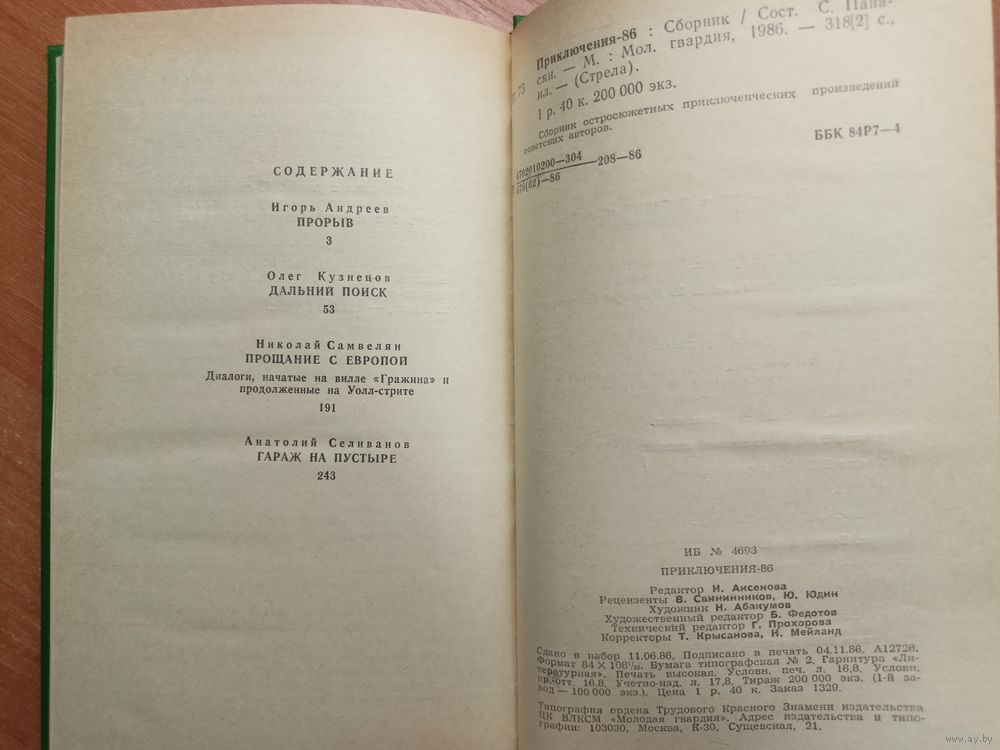 СОДЕРЖАНИЕ
Игорь Андреев
ПРОРЫВ
3
Олег Кузнецов
ДАЛЬНИЙ ПОИСК
53
Николай Самвелян
ПРОЩАНИЕ С ЕВРОПОЙ
Диалоги, начатые на вилле «Гражина» и
продолженные на Уолл-стрите
191
Анатолий Селиванов
ГАРАЖ НА ПУСТЫРЕ
243
Приключения-86 : Сборник / Сост. С. Пана-
сян. — М. : Мол. гвардия, 1986. — 318[2] с.,
ил. — (Стрела).
75
1 р. 40 к. 200 000 экз.
Сборник остросюжетных приключенческих произведений
советских авторов.
4702010200—304
078(02)—86
208—86
ББК 84Р7—4
ИБ № 4693
ПРИКЛЮЧЕНИЯ-86
Редактор И. Аксенова
Рецензенты В. Свининников, Ю. Юдин
Художник Н. Абакумов
Художественный редактор Б. Федотов
Технический редактор Г. Прохорова
Корректоры Т. Крысанова, Н. Мейланд
Сдано в набор 11.06.86. Подписано в печать 04.11.86. А12728.
Формат 84×108¹/₃₂. Бумага типографская № 2. Гарнитура «Ли-
тературная». Печать высокая. Условн. печ. л. 16,8. Условн.
кр.-отт. 16,8. Учетно-изд. л. 17,8. Тираж 200 000 экз. (1-й за-
вод — 100 000 экз.). Цена 1 р. 40 к. Заказ 1329.
Типография ордена Трудового Красного Знамени издательства
ЦК ВЛКСМ «Молодая гвардия». Адрес издательства и типо-
графии: 103030, Москва, К-30, Сущевская, 21.
www.ay.by